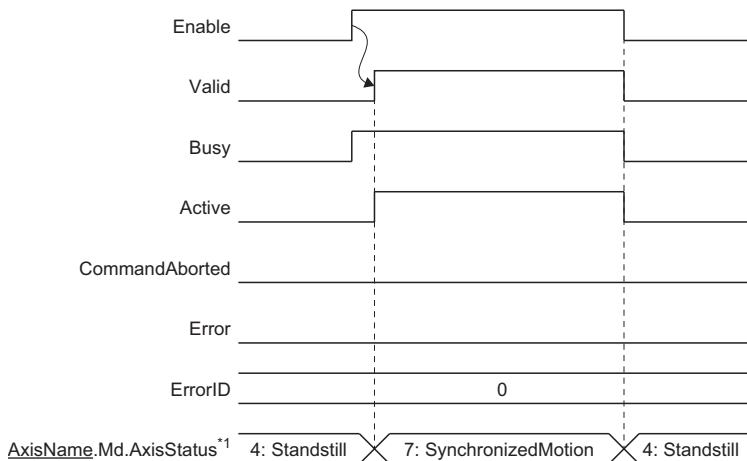 Enable
Valid
Busy
Active
CommandAborted
Error
ErrorID 0
AxisName.Md.AxisStatus*1 4: Standstill 7: SynchronizedMotion 4: Standstill